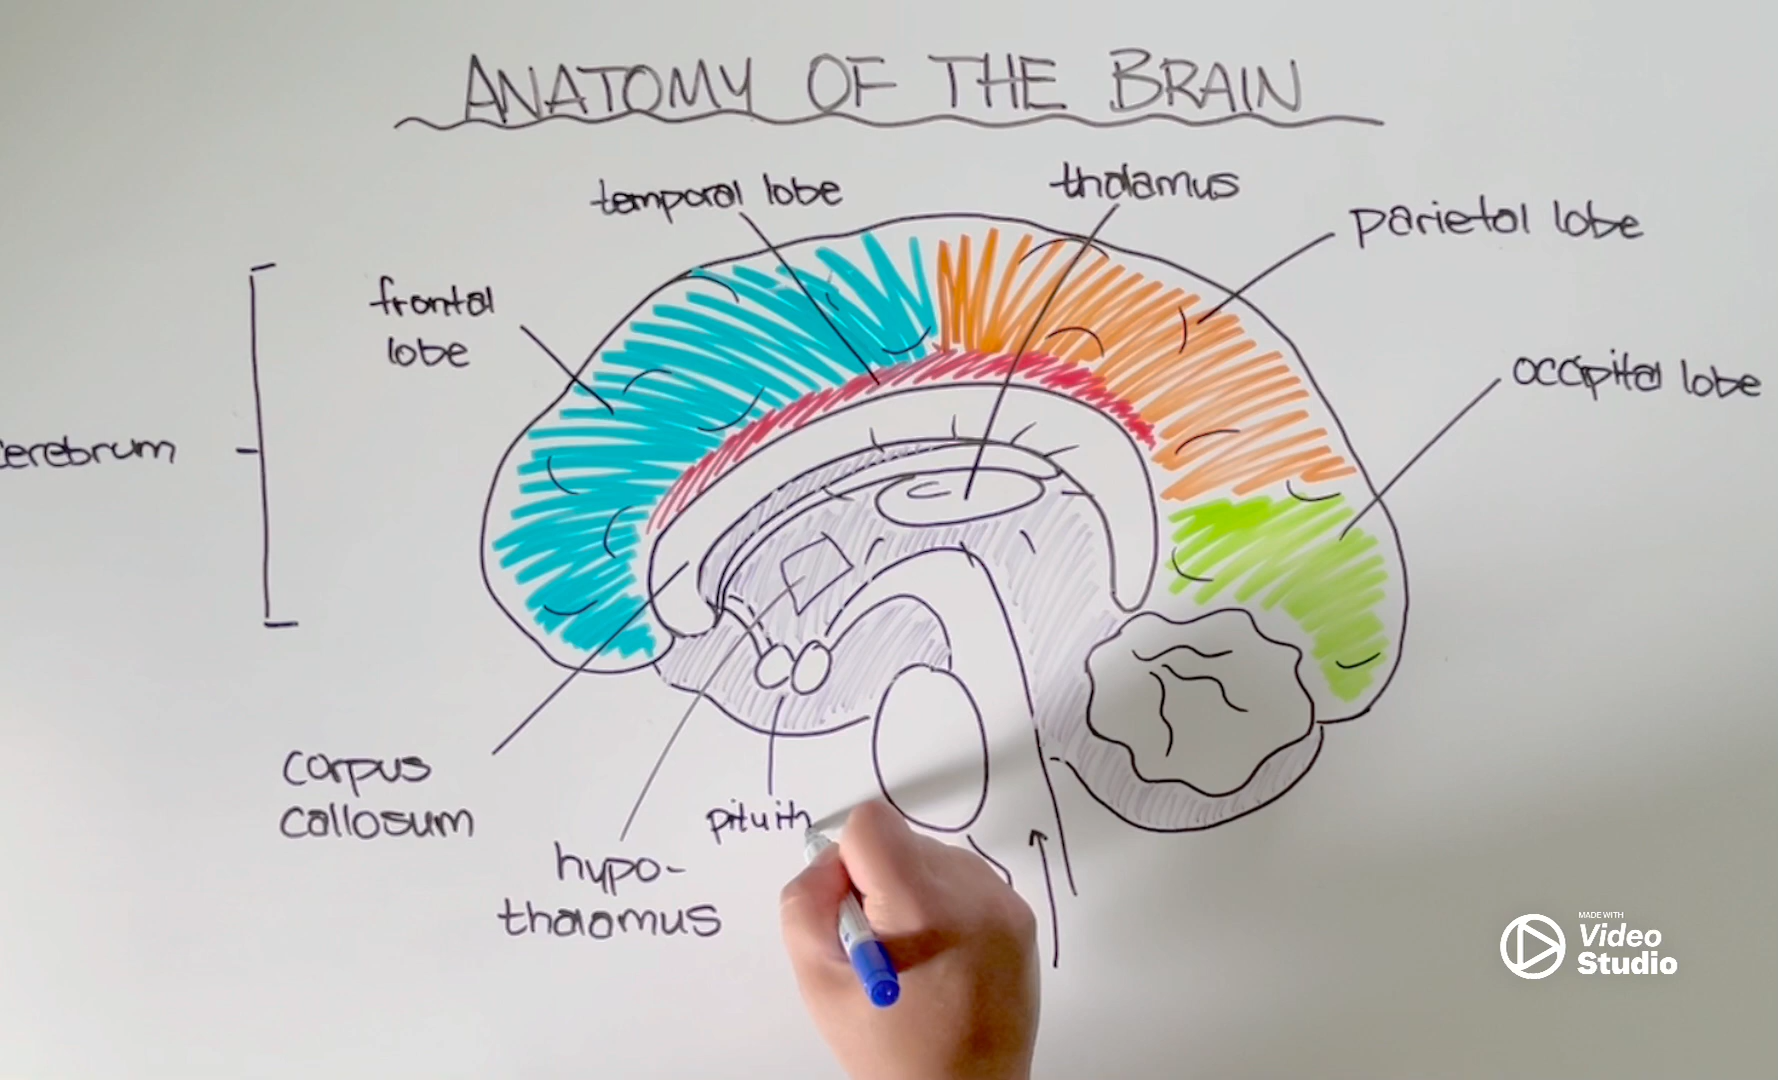 ANATOMY OF THE BRAIN
temporal lobe
thalamus
parietal lobe
frontal
lobe
occipital lobe
cerebrum
corpus
callosum
hypo-
thalamus
pituit
MADE WITH
Video
Studio